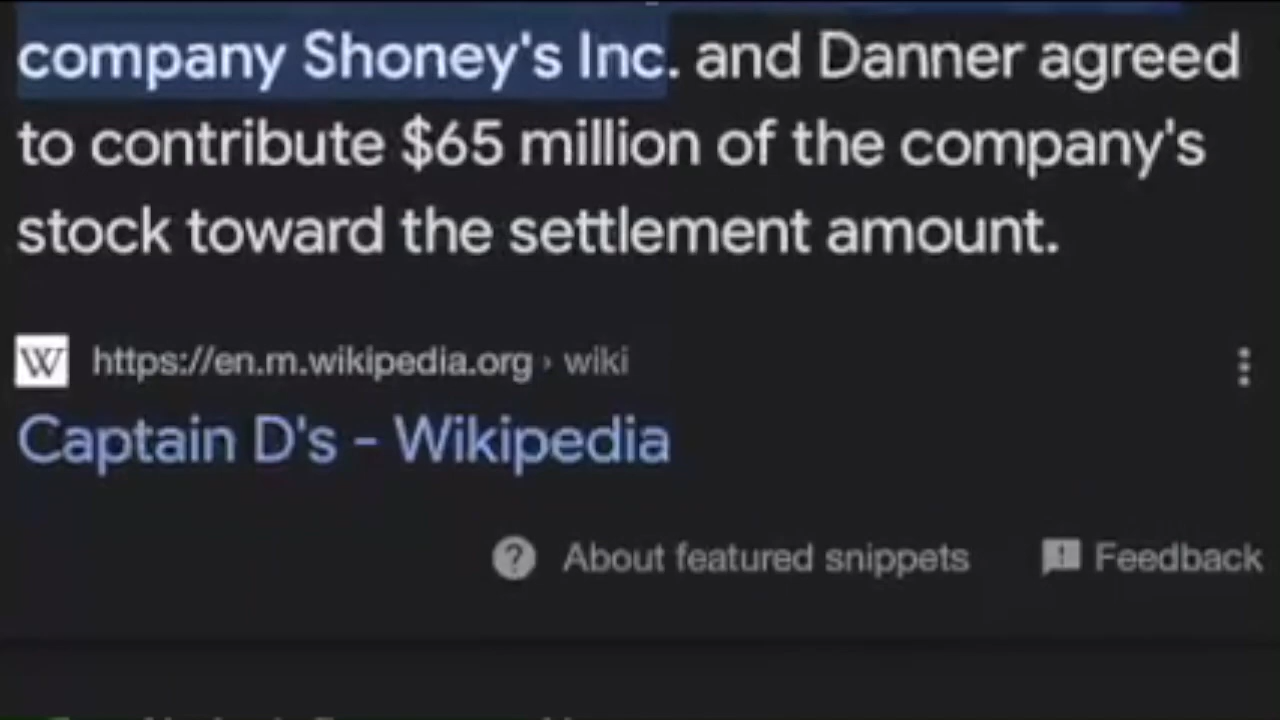 company Shoney's Inc. and Danner agreed
to contribute $65 million of the company's
stock toward the settlement amount.
W https://en.m.wikipedia.org › wiki
Captain D's - Wikipedia
? About featured snippets ! Feedback